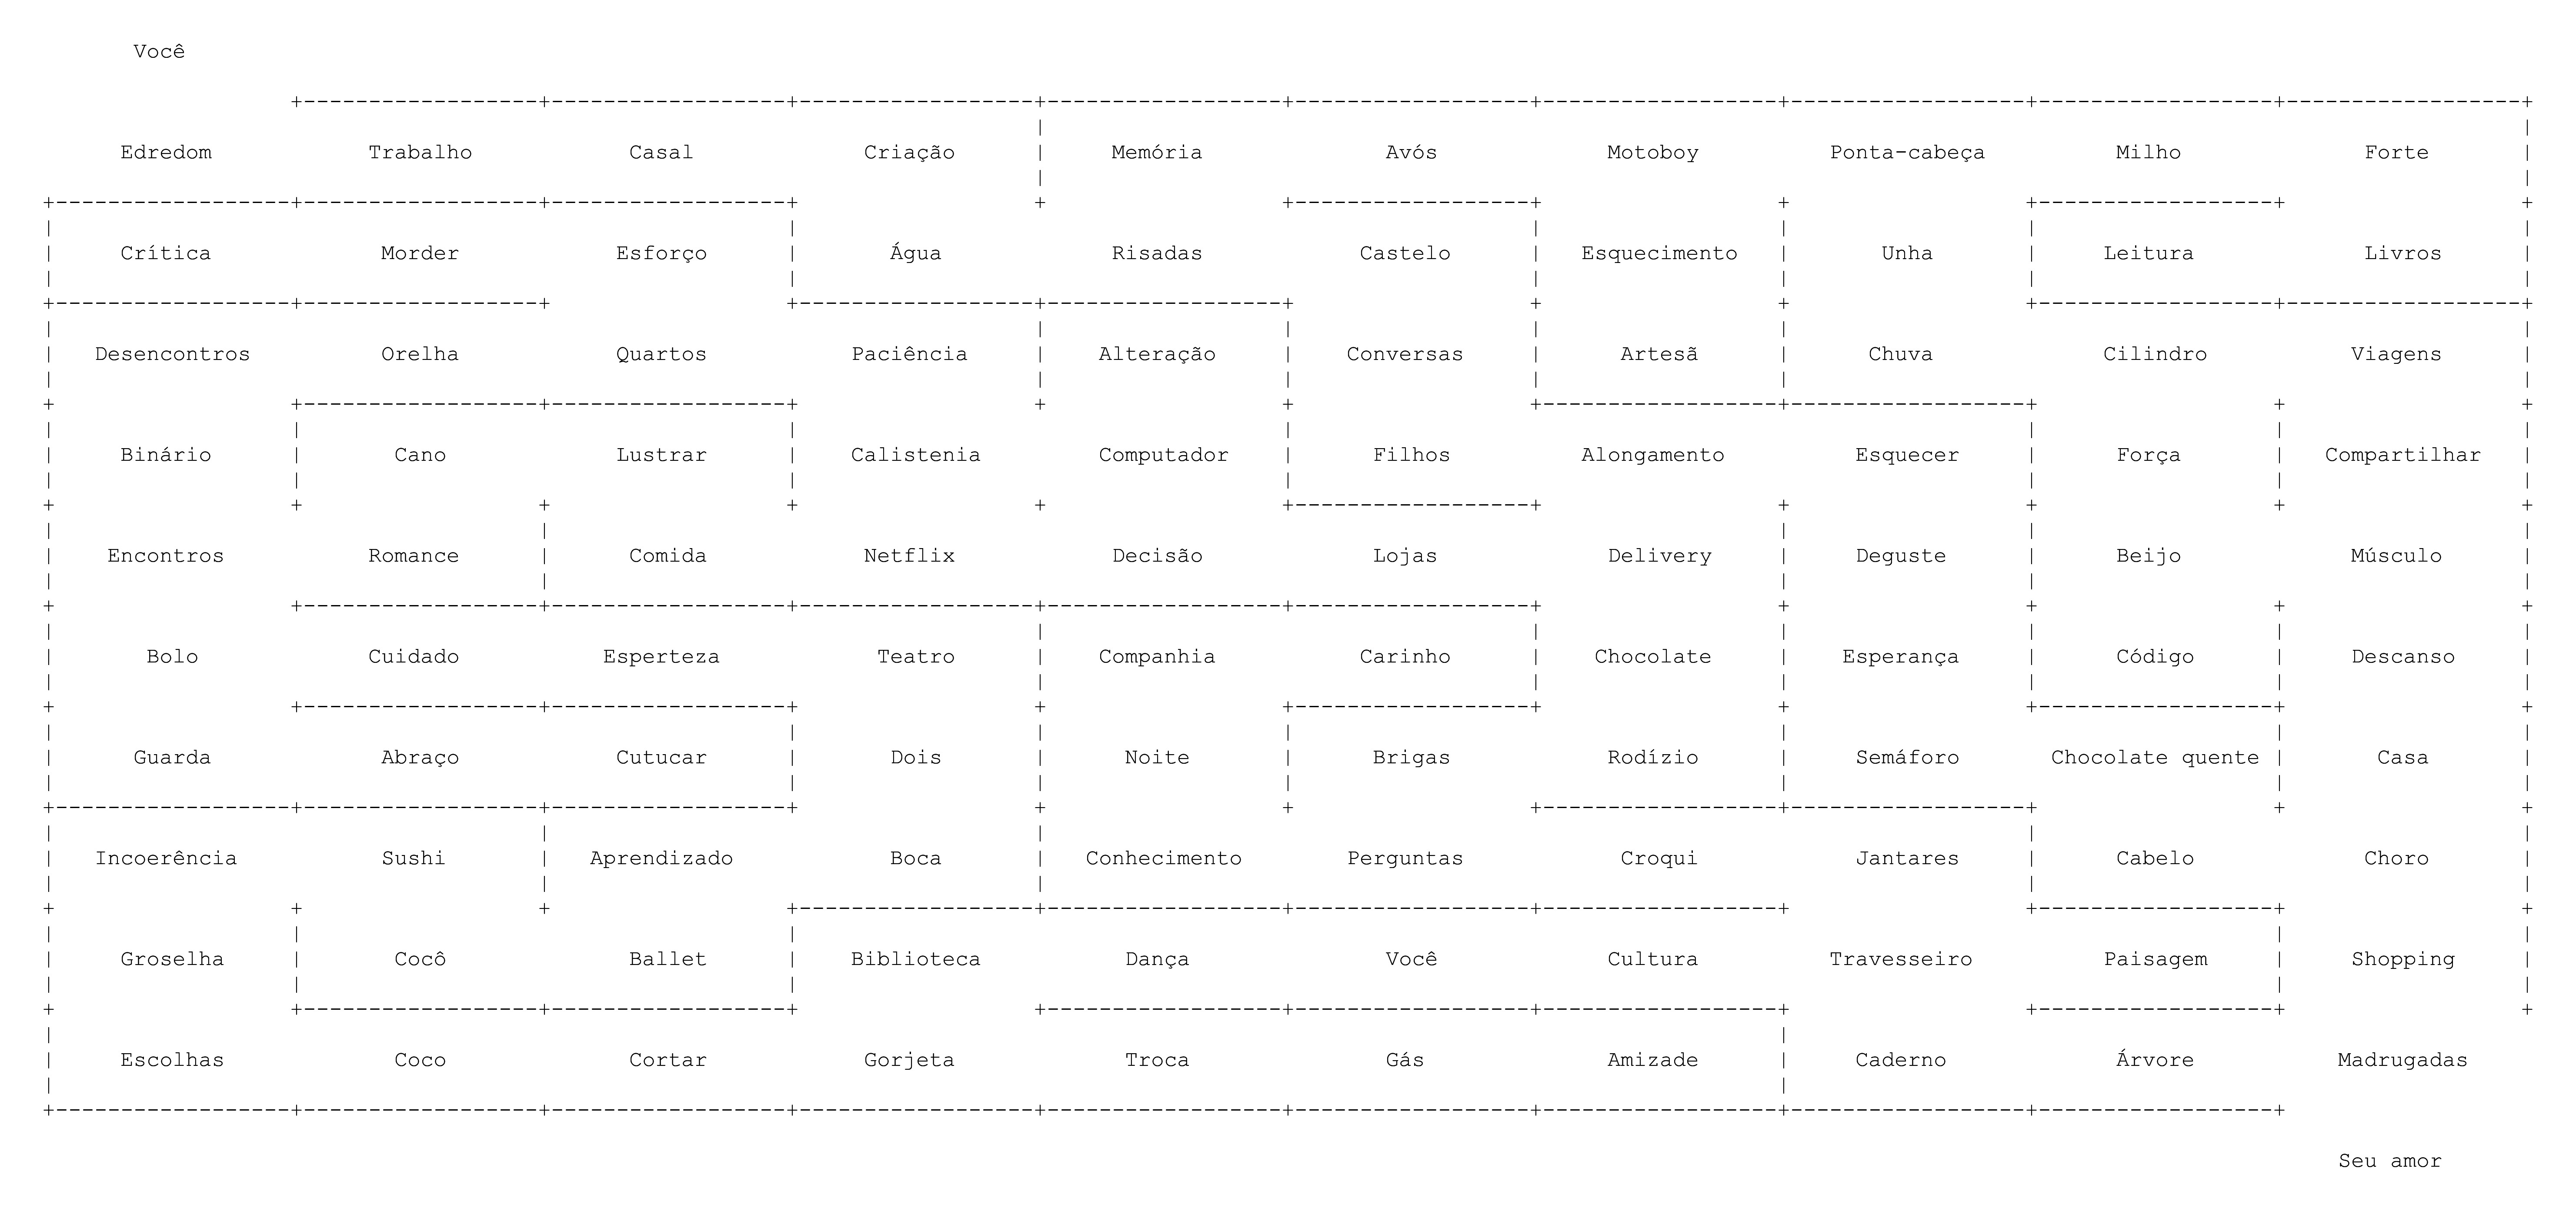 Você
Edredom Trabalho Casal Criação Memória Avós Motoboy Ponta-cabeça Milho Forte
Crítica Morder Esforço Água Risadas Castelo Esquecimento Unha Leitura Livros
Desencontros Orelha Quartos Paciência Alteração Conversas Artesã Chuva Cilindro Viagens
Binário Cano Lustrar Calistenia Computador Filhos Alongamento Esquecer Força Compartilhar
Encontros Romance Comida Netflix Decisão Lojas Delivery Deguste Beijo Músculo
Bolo Cuidado Esperteza Teatro Companhia Carinho Chocolate Esperança Código Descanso
Guarda Abraço Cutucar Dois Noite Brigas Rodízio Semáforo Chocolate quente Casa
Incoerência Sushi Aprendizado Boca Conhecimento Perguntas Croqui Jantares Cabelo Choro
Groselha Cocô Ballet Biblioteca Dança Você Cultura Travesseiro Paisagem Shopping
Escolhas Coco Cortar Gorjeta Troca Gás Amizade Caderno Árvore Madrugadas
Seu amor